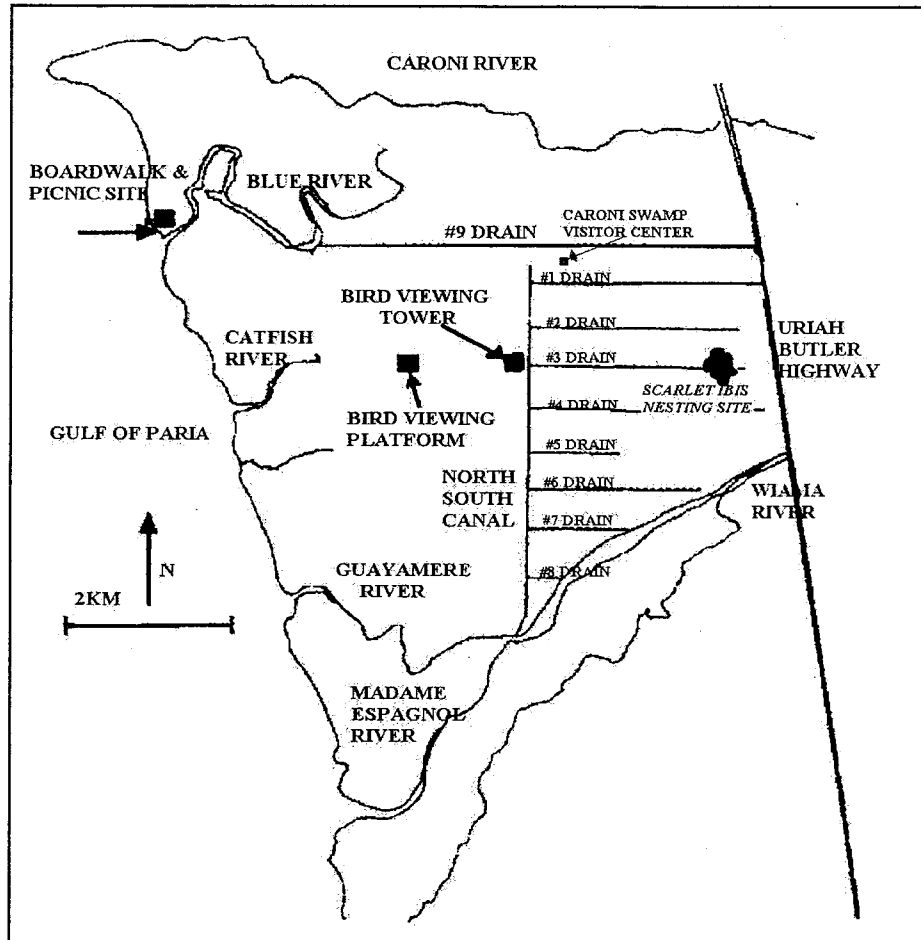 CARONI RIVER
BOARDWALK &
PICNIC SITE
BLUE RIVER
CARONI SWAMP
VISITOR CENTER
#9 DRAIN
#1 DRAIN
BIRD VIEWING
TOWER
#2 DRAIN
URIAH
BUTLER
HIGHWAY
CATFISH
RIVER
#3 DRAIN
SCARLET IBIS
NESTING SITE
#4 DRAIN
BIRD VIEWING
PLATFORM
GULF OF PARIA
#5 DRAIN
NORTH
SOUTH
CANAL
#6 DRAIN
WIAMA
RIVER
#7 DRAIN
N
GUAYAMERE
RIVER
#8 DRAIN
2KM
MADAME
ESPAGNOL
RIVER